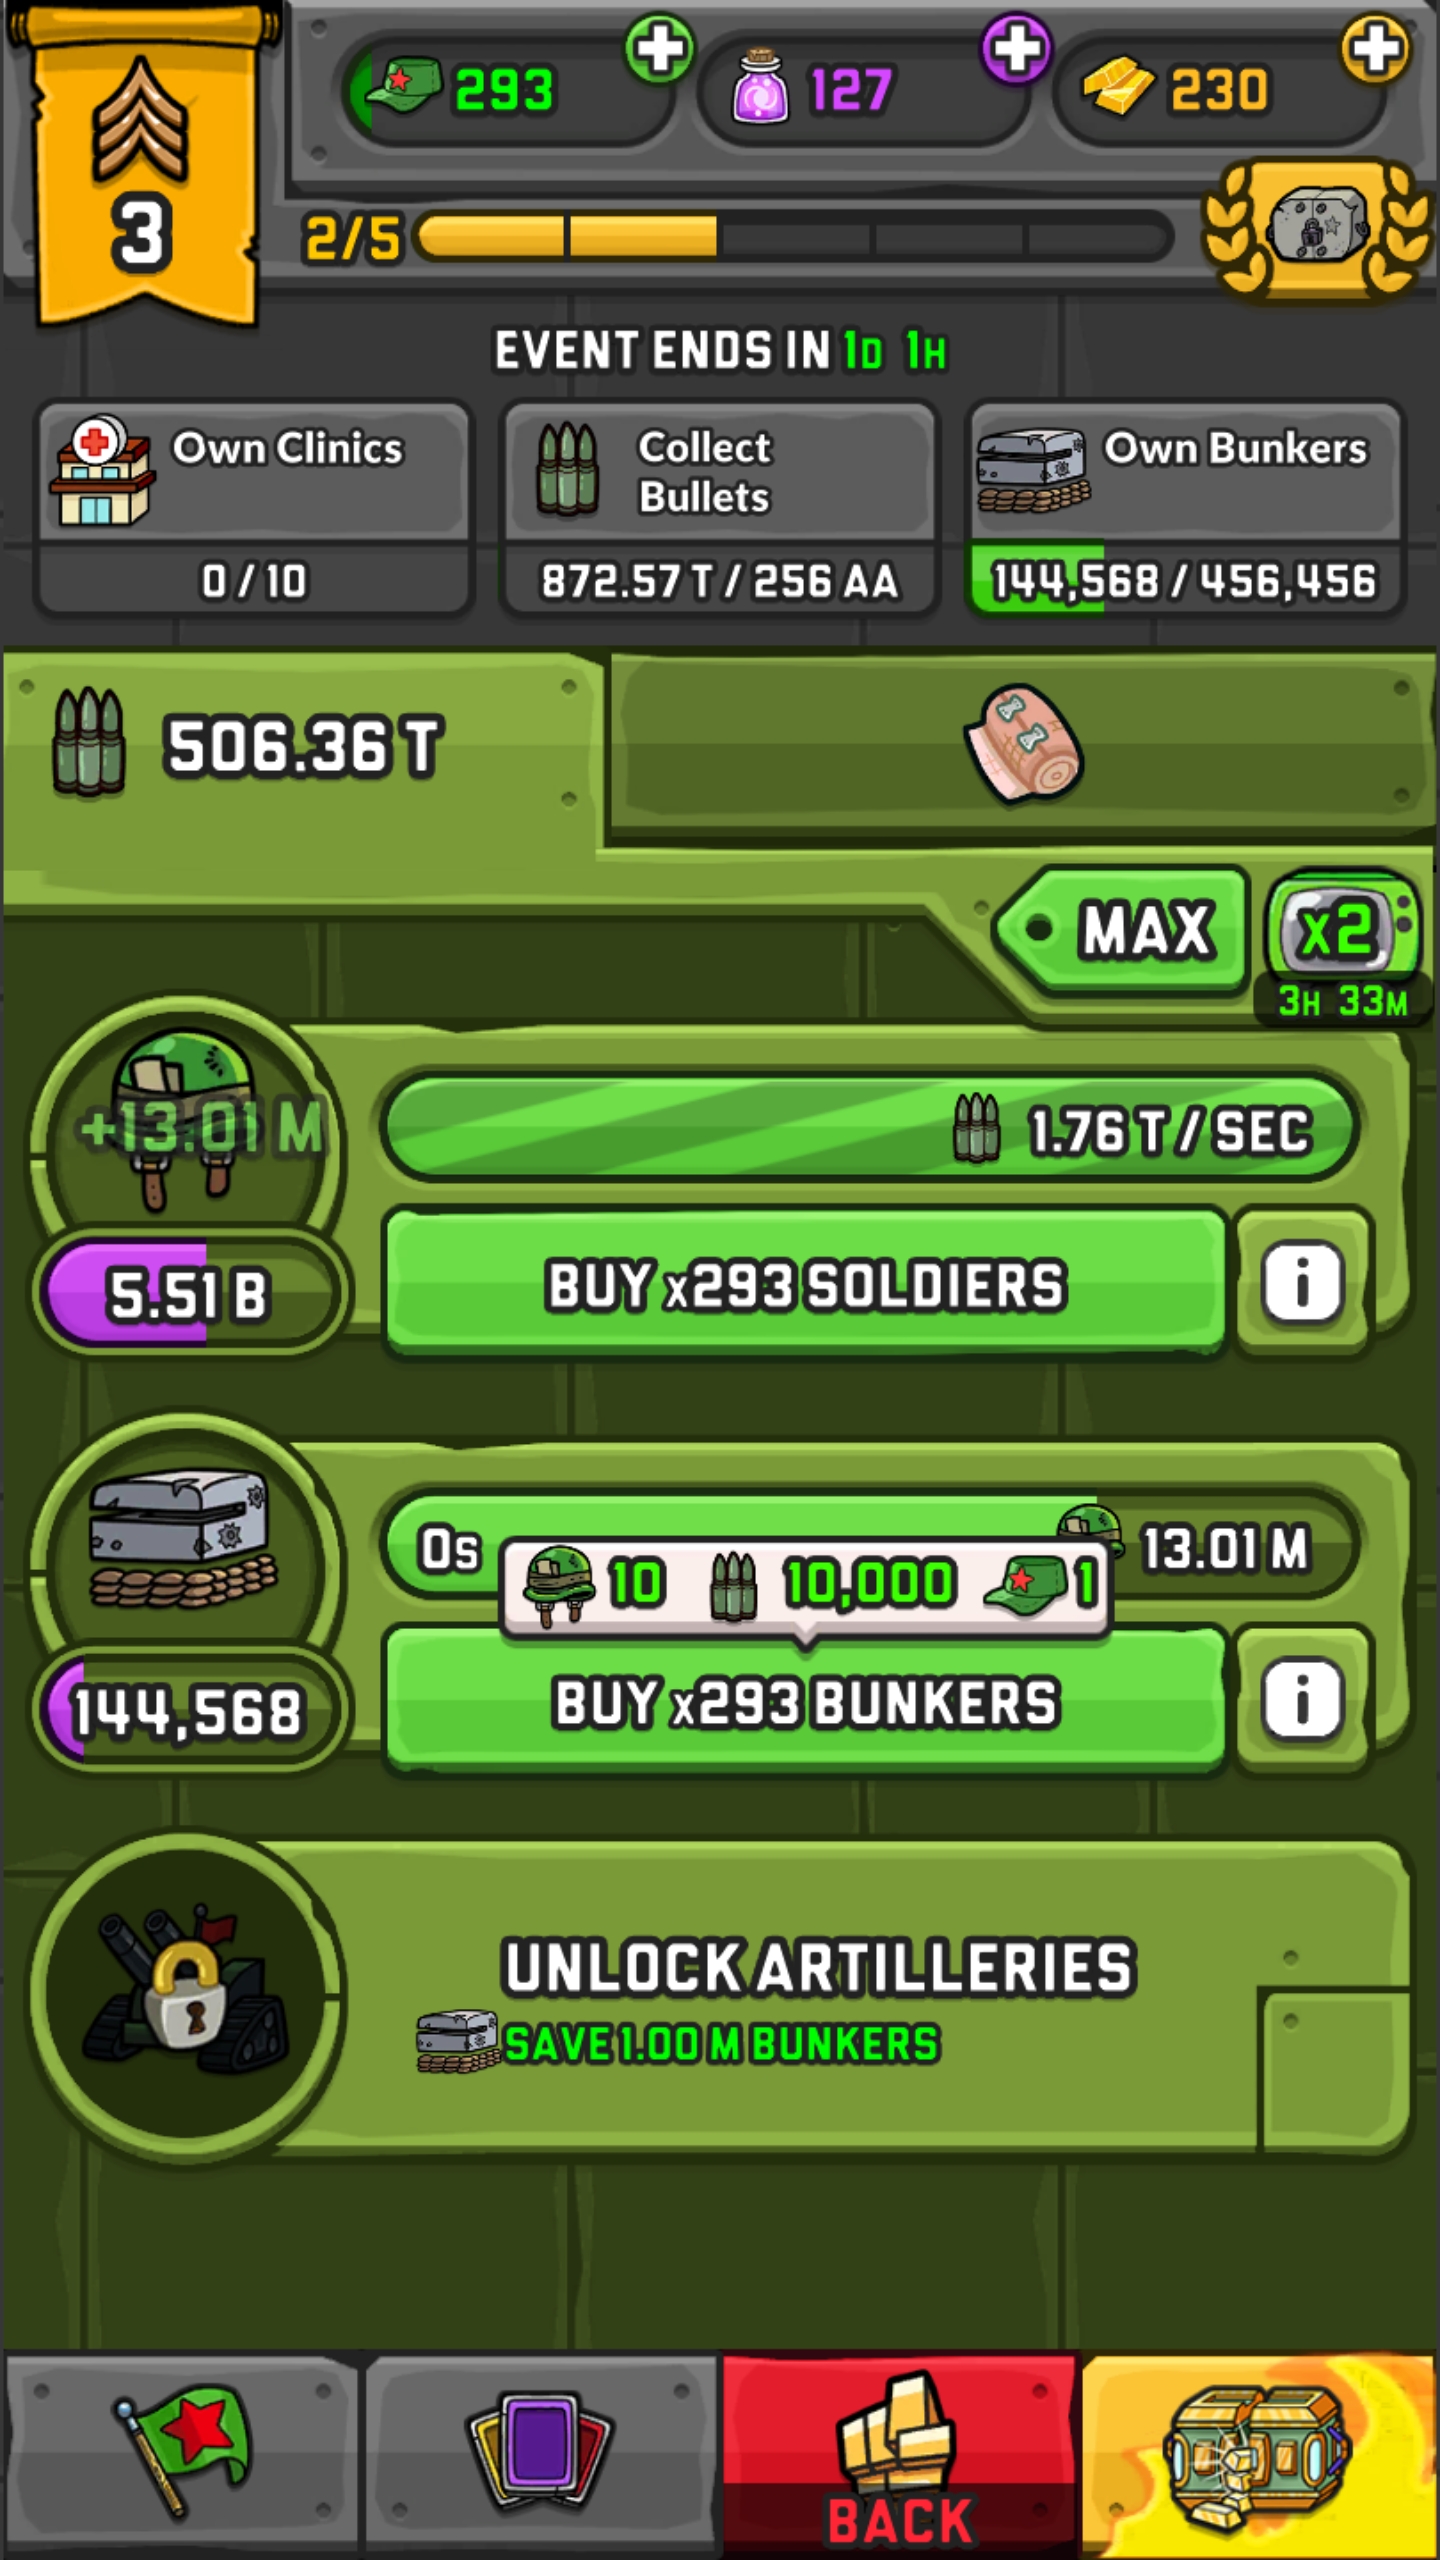 293
127
230
3
2/5
EVENT ENDS IN 1D 1H
Own Clinics
0 / 10
Collect
Bullets
872.57 T / 256 AA
Own Bunkers
144,568 / 456,456
506.36 T
MAX
x2
3H 33M
+13.01 M
1.76 T / SEC
5.51 B
BUY x293 SOLDIERS
i
0s
13.01 M
10
10,000
1
144,568
BUY x293 BUNKERS
i
UNLOCK ARTILLERIES
SAVE 1.00 M BUNKERS
BACK